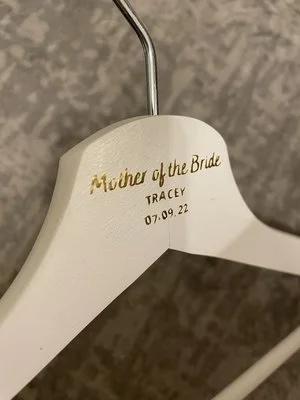 Mother of the Bride
TRACEY
07.09.22